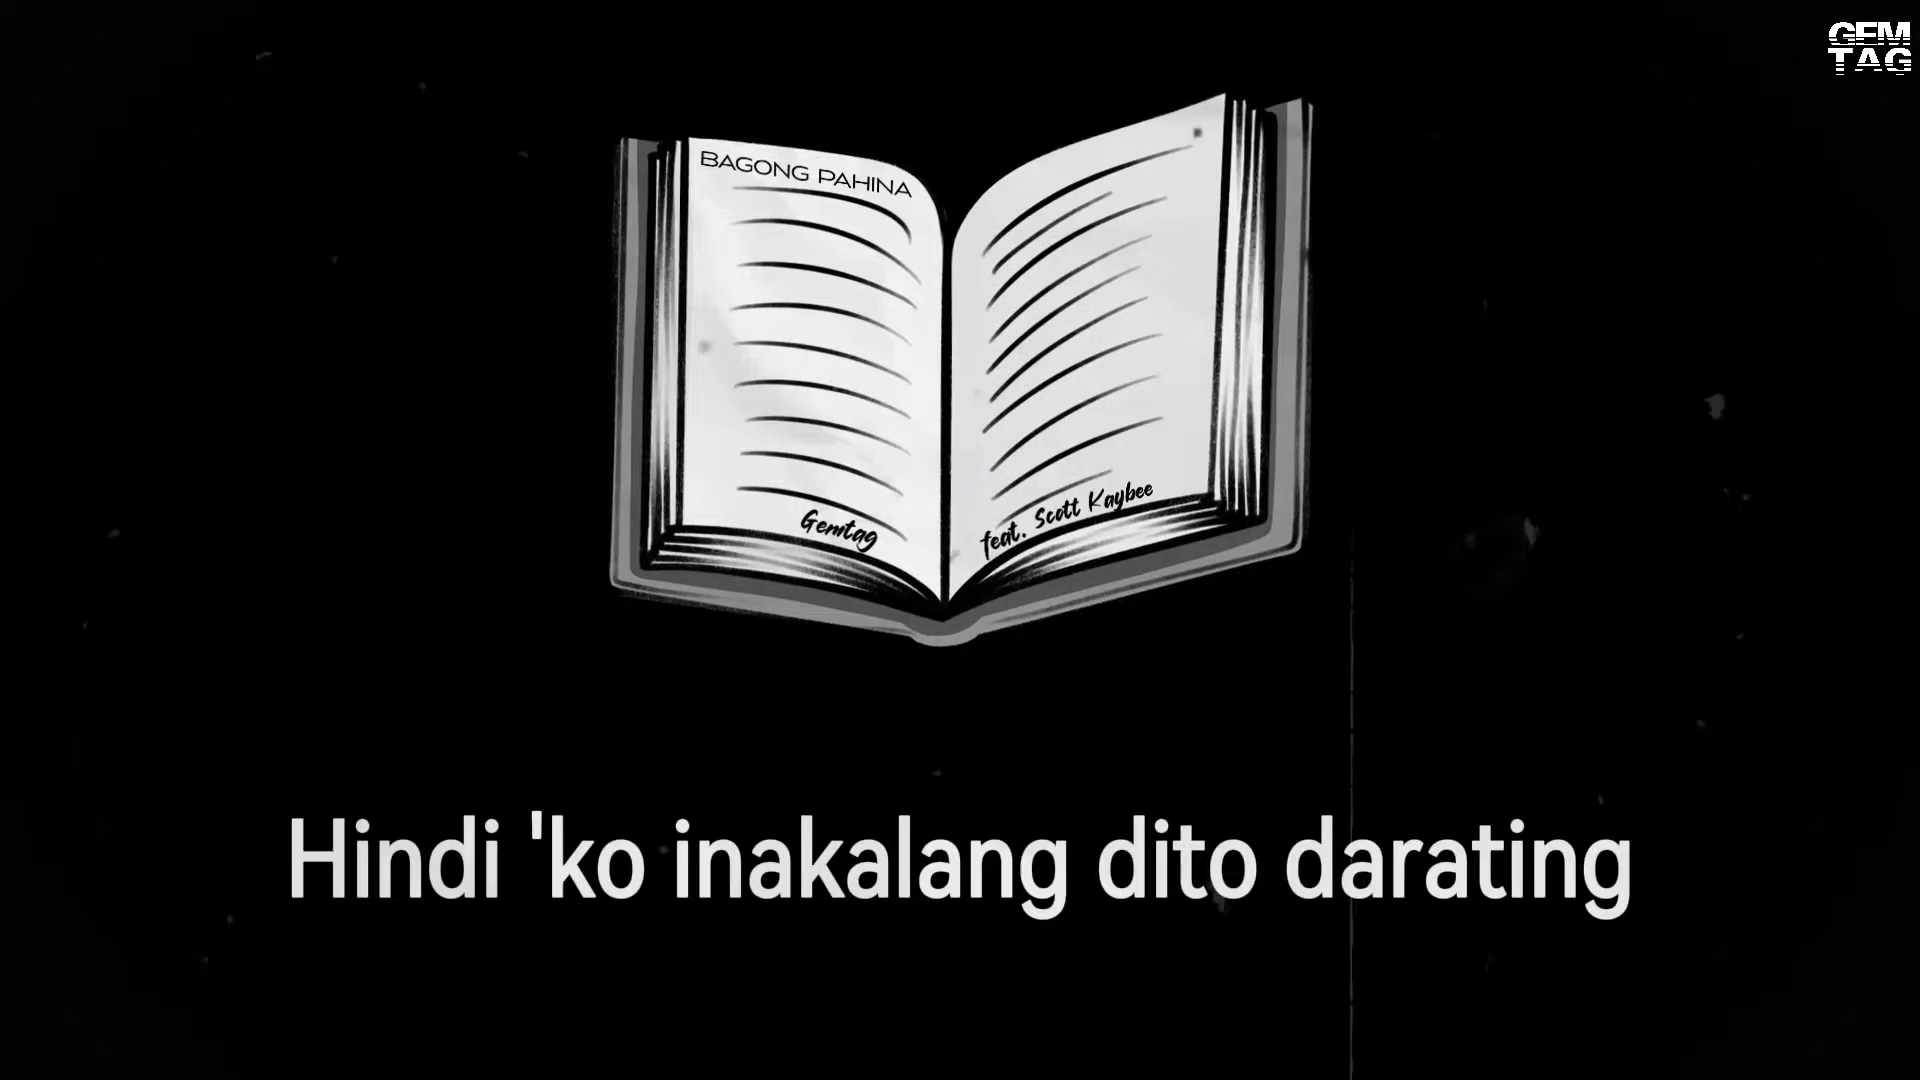 GEM
TAG
BAGONG PAHINA
Gemtag
feat. Scott Kaybee
Hindi 'ko inakalang dito darating